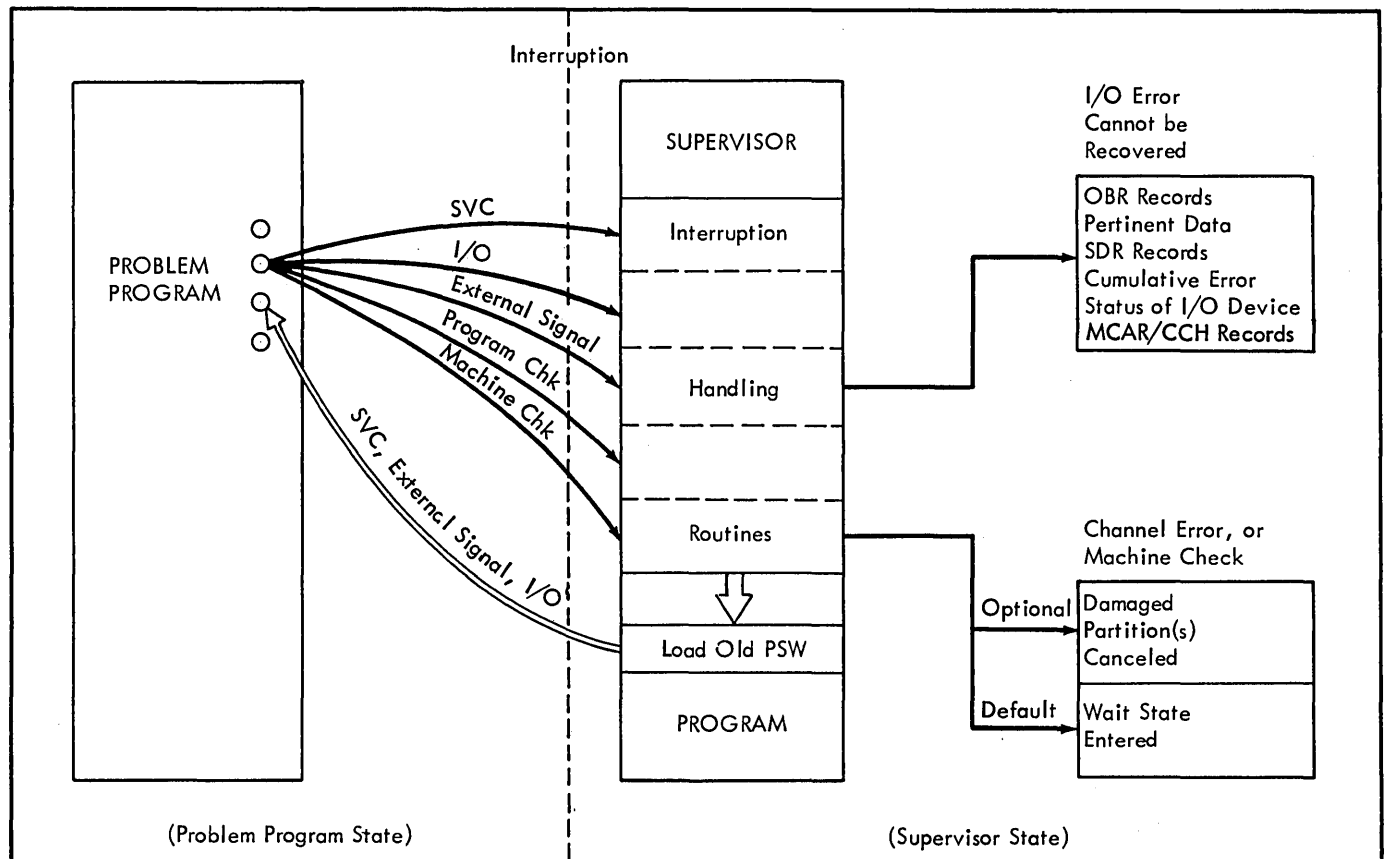 Interruption
PROBLEM
PROGRAM
SVC
I/O
External Signal
Program Chk
Machine Chk
SVC, External Signal, I/O
SUPERVISOR
Interruption
Handling
Routines
Load Old PSW
PROGRAM
I/O Error
Cannot be
Recovered
OBR Records
Pertinent Data
SDR Records
Cumulative Error
Status of I/O Device
MCAR/CCH Records
Channel Error, or
Machine Check
Optional
Damaged
Partition(s)
Canceled
Default
Wait State
Entered
(Problem Program State)
(Supervisor State)